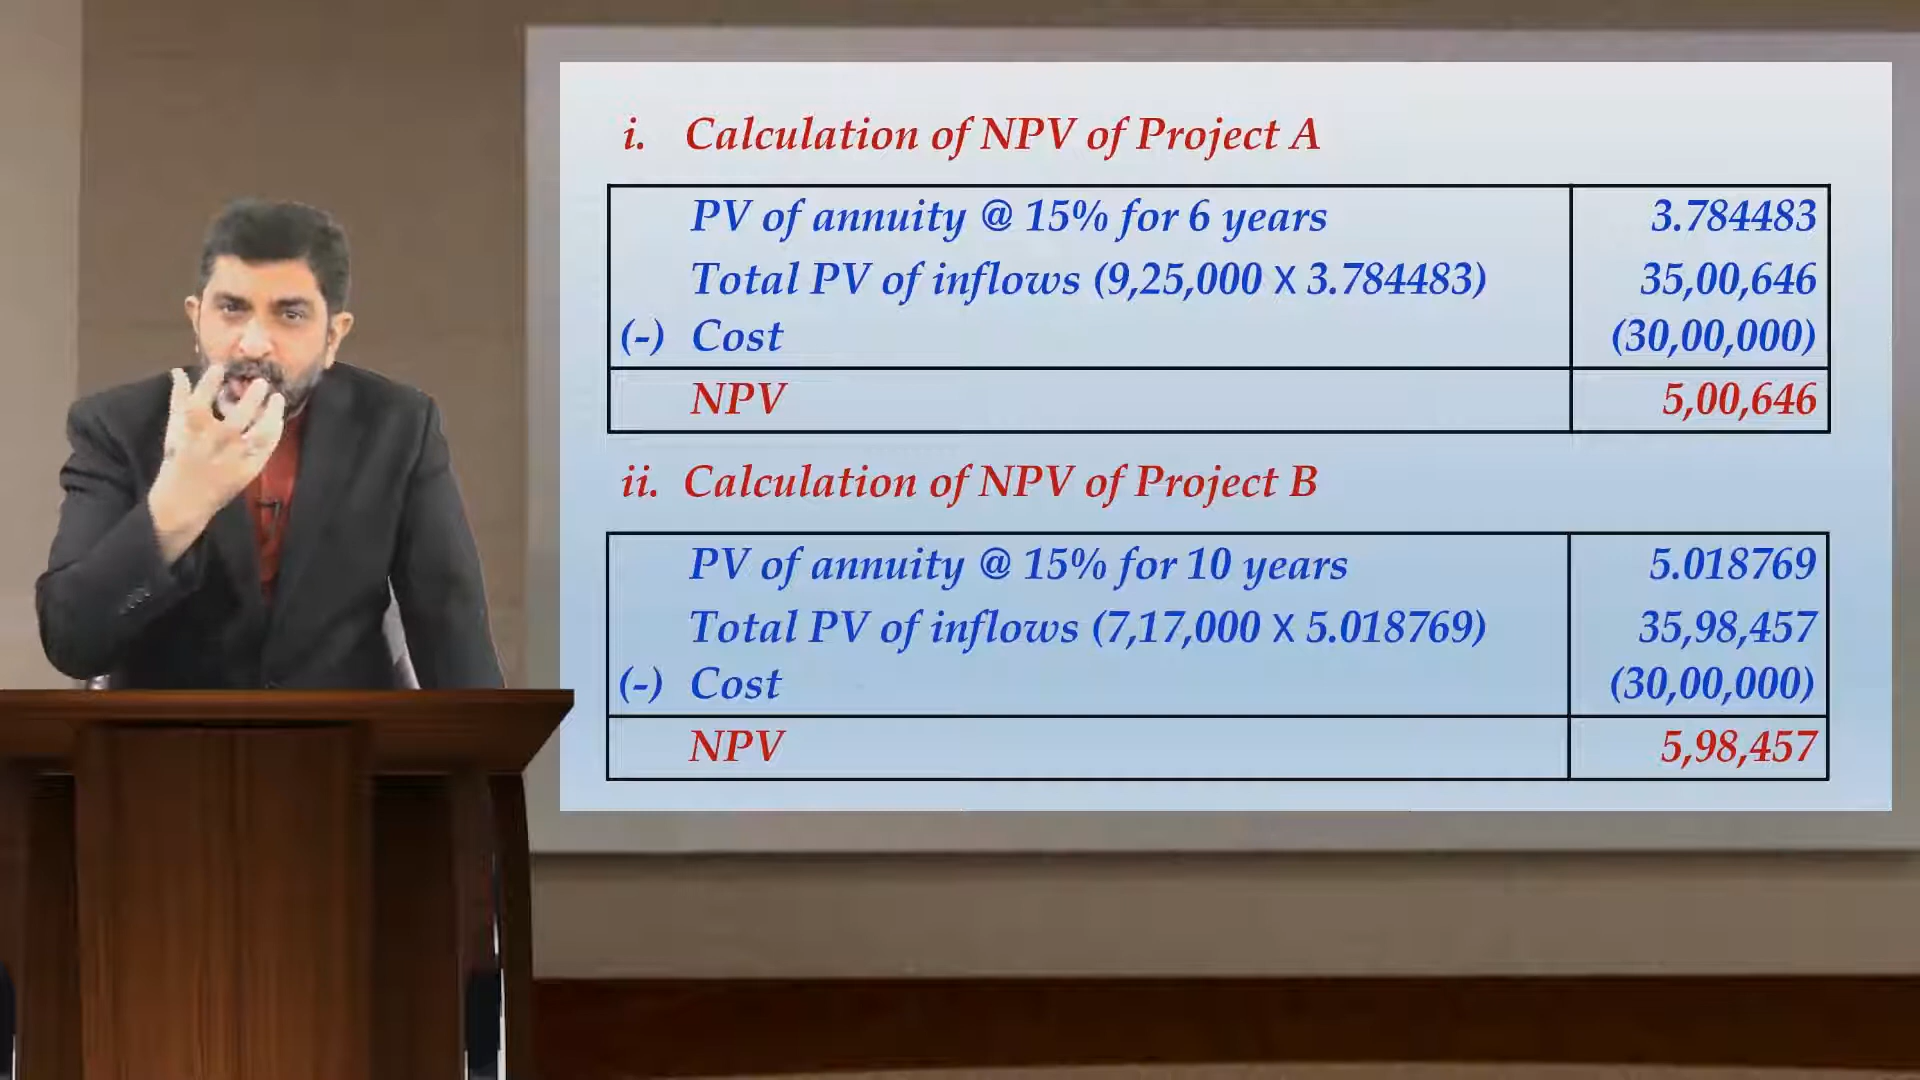 i. Calculation of NPV of Project A
PV of annuity @ 15% for 6 years 3.784483
Total PV of inflows (9,25,000 X 3.784483) 35,00,646
(-) Cost (30,00,000)
NPV 5,00,646
ii. Calculation of NPV of Project B
PV of annuity @ 15% for 10 years 5.018769
Total PV of inflows (7,17,000 X 5.018769) 35,98,457
(-) Cost (30,00,000)
NPV 5,98,457